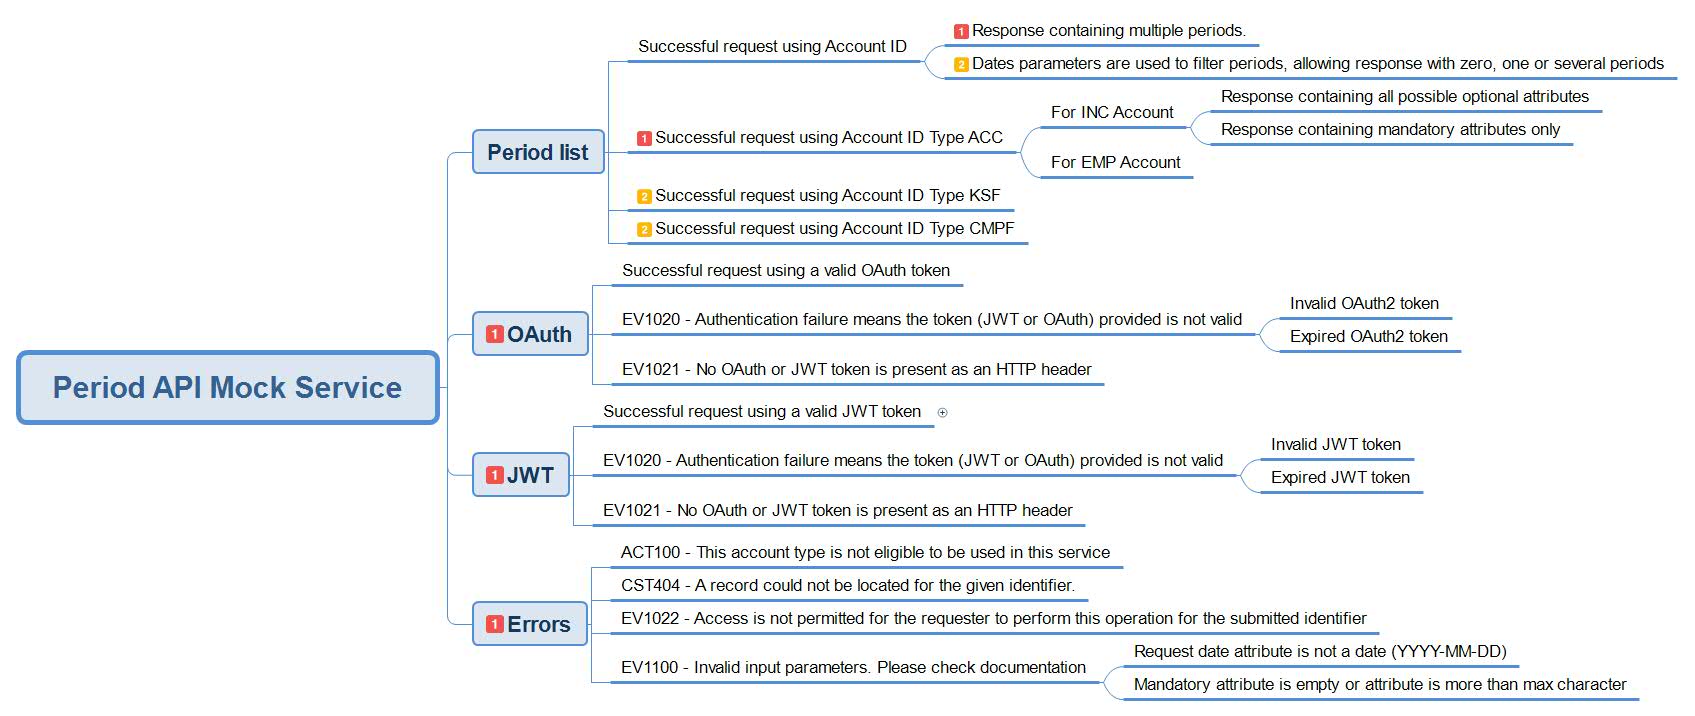 Period API Mock Service
Period list
Successful request using Account ID
1 Response containing multiple periods.
2 Dates parameters are used to filter periods, allowing response with zero, one or several periods
1 Successful request using Account ID Type ACC
For INC Account
Response containing all possible optional attributes
Response containing mandatory attributes only
For EMP Account
2 Successful request using Account ID Type KSF
2 Successful request using Account ID Type CMPF
1 OAuth
Successful request using a valid OAuth token
EV1020 - Authentication failure means the token (JWT or OAuth) provided is not valid
Invalid OAuth2 token
Expired OAuth2 token
EV1021 - No OAuth or JWT token is present as an HTTP header
1 JWT
Successful request using a valid JWT token
EV1020 - Authentication failure means the token (JWT or OAuth) provided is not valid
Invalid JWT token
Expired JWT token
EV1021 - No OAuth or JWT token is present as an HTTP header
1 Errors
ACT100 - This account type is not eligible to be used in this service
CST404 - A record could not be located for the given identifier.
EV1022 - Access is not permitted for the requester to perform this operation for the submitted identifier
EV1100 - Invalid input parameters. Please check documentation
Request date attribute is not a date (YYYY-MM-DD)
Mandatory attribute is empty or attribute is more than max character